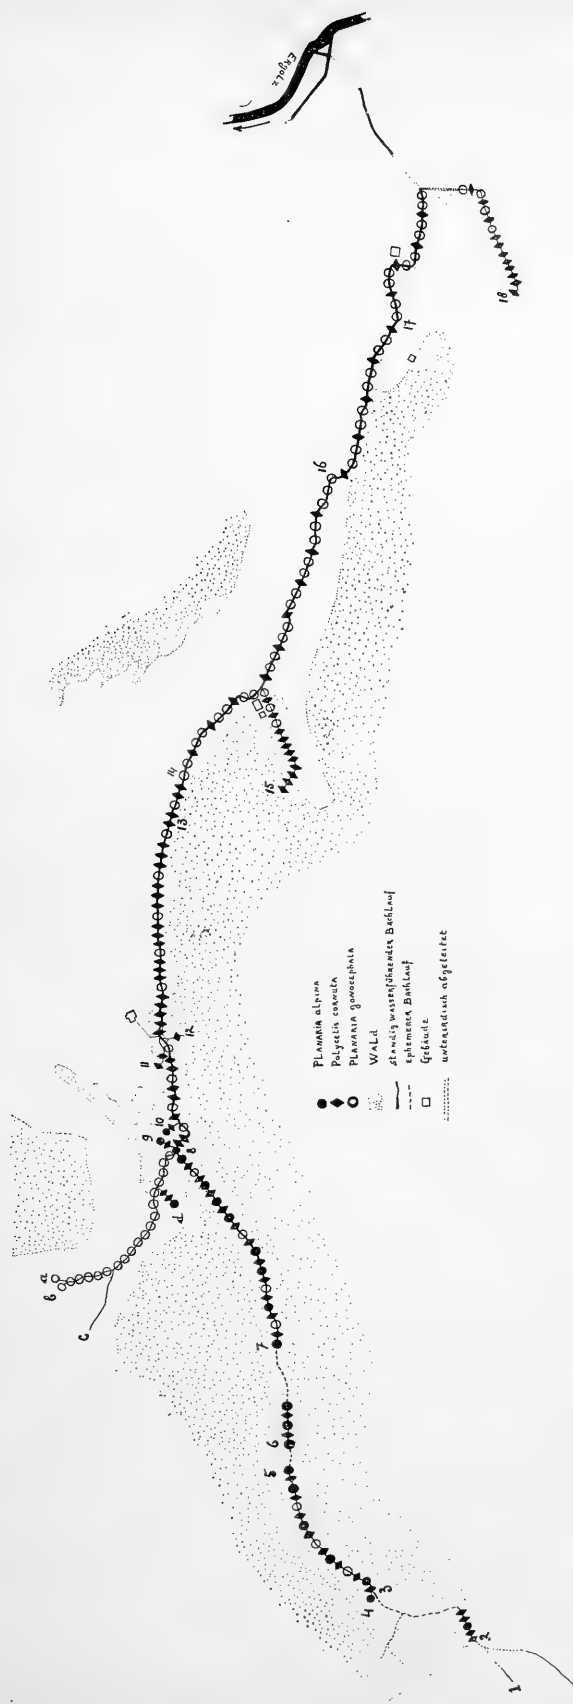 Ergolz
18
17
16
15
14
13
12
11
10
9
8
a
b
c
d
7
6
5
4
3
2
1
PLANARIA alpina
Polycelis cornuta
PLANARIA gonocephala
WALd
ständig wasserführender Bachlauf
ephemerer Bachlauf
Gebäude
unterirdisch abgeleitet